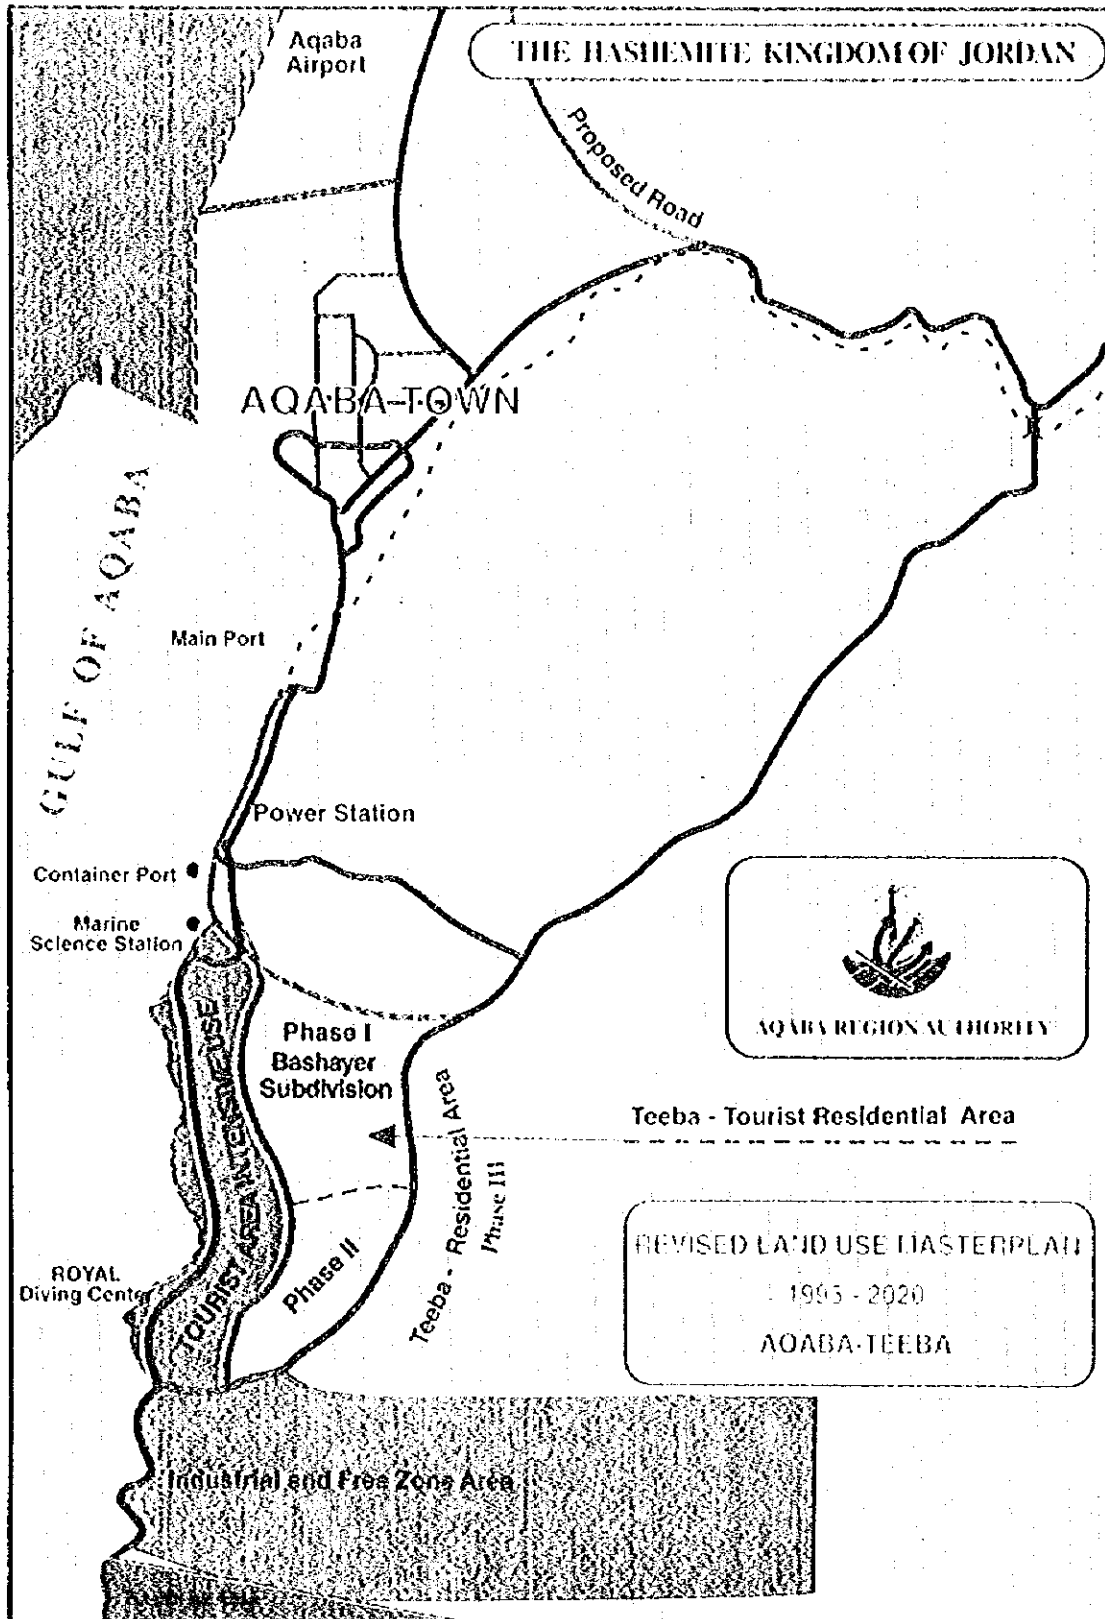 Aqaba
Airport
THE HASHEMITE KINGDOM OF JORDAN
Proposed Road
AQABA-TOWN
GULF OF AQABA
Main Port
Power Station
Container Port
Marine
Science Station
AQABA REGION AUTHORITY
Phase I
Bashayer
Subdivision
TOURIST AREA INTENSIVE USE
Teeba - Residential Area
Phase III
Teeba - Tourist Residential Area
Phase II
ROYAL
Diving Center
REVISED LAND USE MASTERPLAN
1995 - 2020
AQABA-TEEBA
Industrial and Free Zone Area